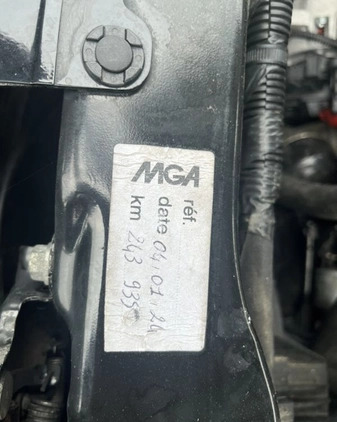 MGA
réf.
date 04.01.24
km 243 935